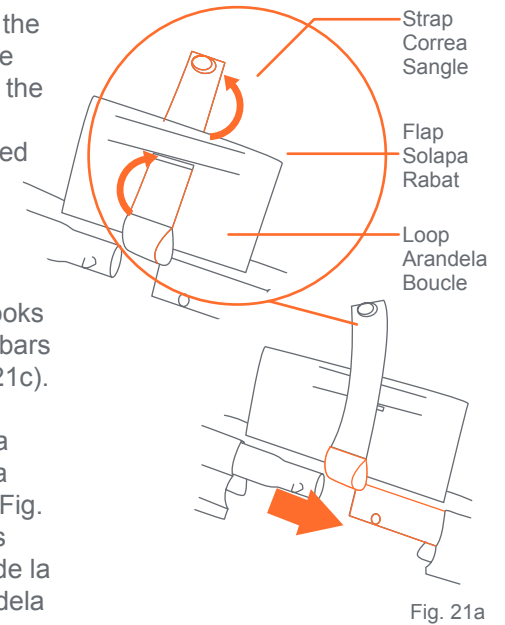 the
e
the
ed
ooks
bars
21c).
a
a
Fig.
s
de la
dela
Strap
Correa
Sangle
Flap
Solapa
Rabat
Loop
Arandela
Boucle
Fig. 21a